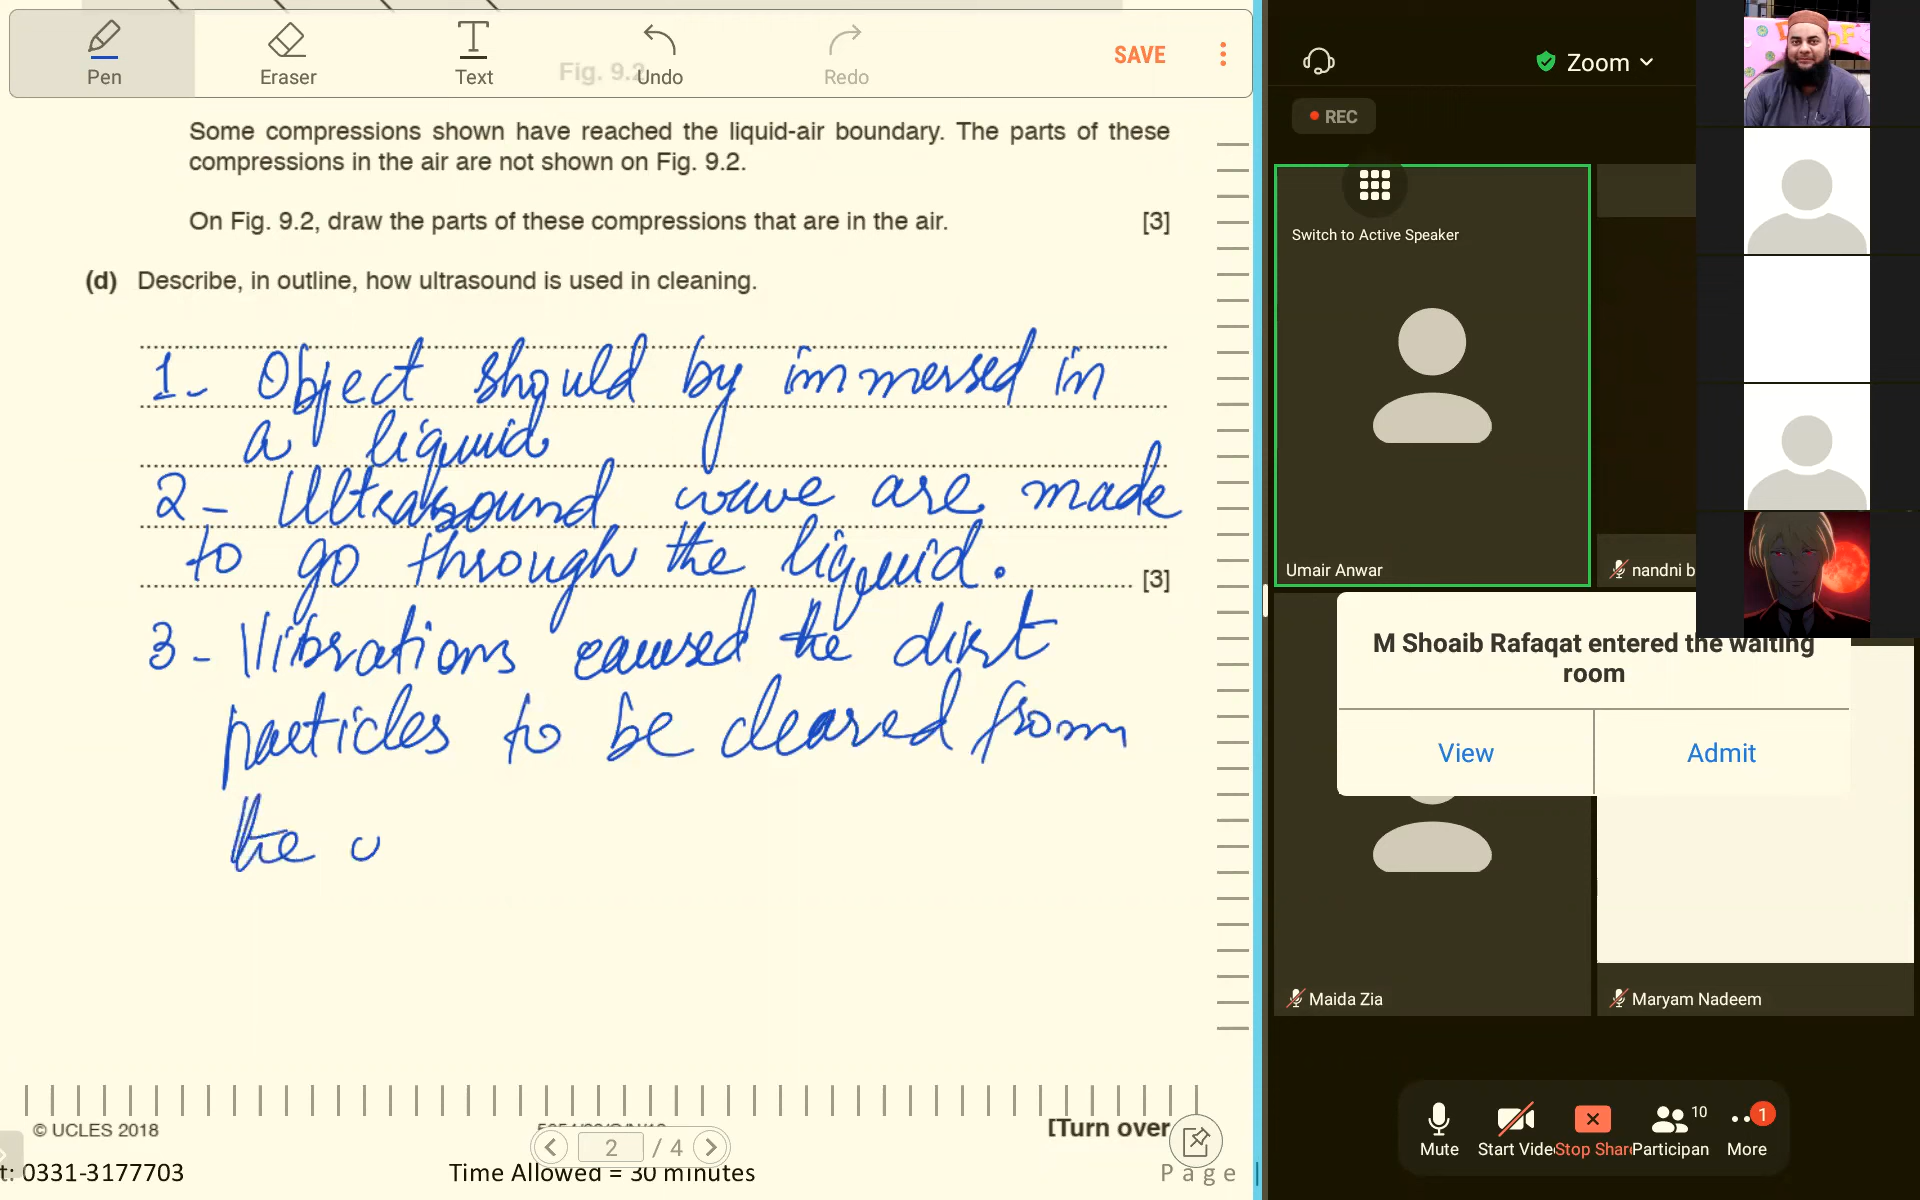 Pen
Eraser
Text
Fig. 9.2
Undo
Redo
SAVE
Some compressions shown have reached the liquid-air boundary. The parts of these
compressions in the air are not shown on Fig. 9.2.
On Fig. 9.2, draw the parts of these compressions that are in the air. [3]
(d) Describe, in outline, how ultrasound is used in cleaning.
1- Object should by immersed in
a liquid
2- Ultrasound wave are made
to go through the liquid.
[3]
3- Vibrations caused the dirt
particles to be cleared from
the
© UCLES 2018
[Turn over
2 / 4
t: 0331-3177703
Time Allowed = 30 minutes
Page
Zoom
REC
Switch to Active Speaker
Umair Anwar
nandni b
M Shoaib Rafaqat entered the waiting
room
View
Admit
Maida Zia
Maryam Nadeem
10
1
Mute
Start Vide
Stop Shar
Participan
More